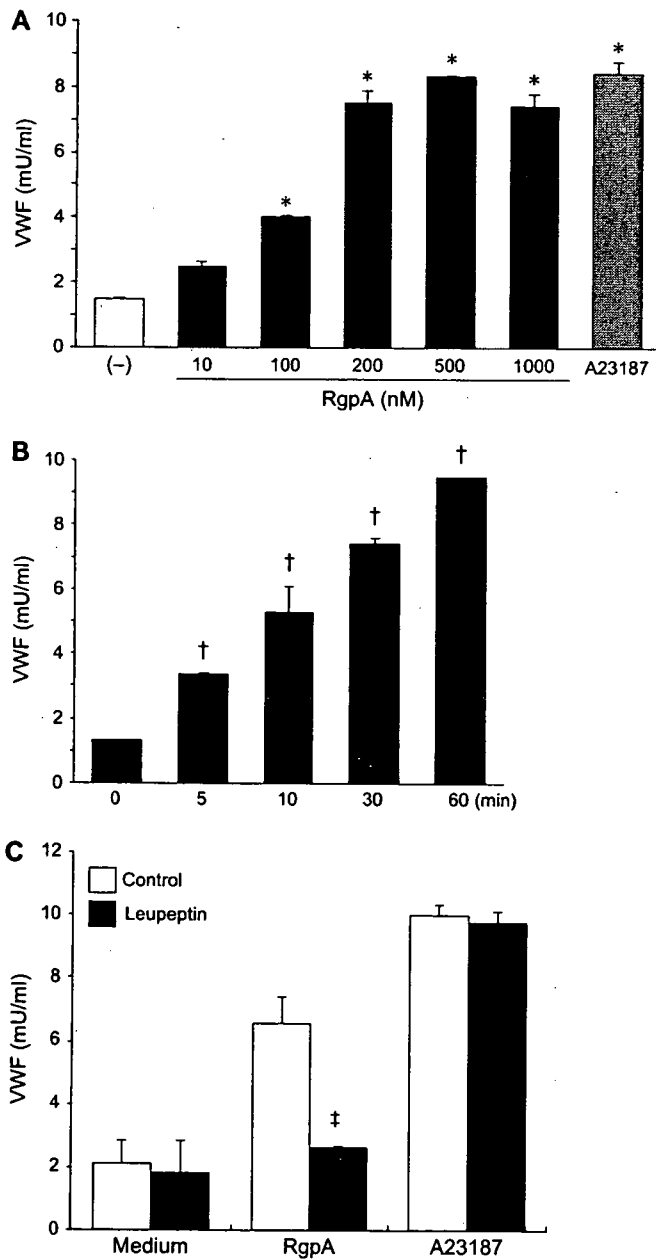 A
10
8
6
4
2
0
VWF (mU/ml)
*
*
*
*
*
(–)
10 100 200 500 1000 A23187
RgpA (nM)
B
10
8
6
4
2
0
VWF (mU/ml)
†
†
†
†
0 5 10 30 60 (min)
C
12
10
8
6
4
2
0
VWF (mU/ml)
Control
Leupeptin
‡
Medium RgpA A23187